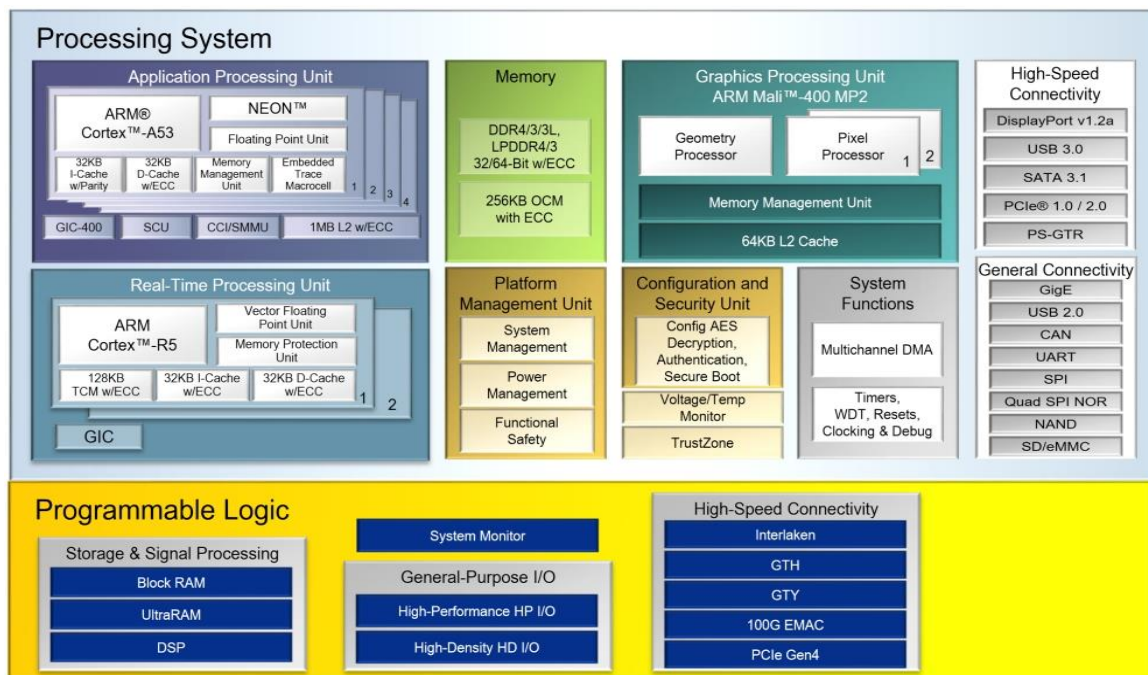 Processing System
Application Processing Unit
ARM®
Cortex™-A53
NEON™
Floating Point Unit
32KB
I-Cache
w/Parity
32KB
D-Cache
w/ECC
Memory
Management
Unit
Embedded
Trace
Macrocell
1
2
3
4
GIC-400
SCU
CCI/SMMU
1MB L2 w/ECC
Memory
DDR4/3/3L,
LPDDR4/3
32/64-Bit w/ECC
256KB OCM
with ECC
Graphics Processing Unit
ARM Mali™-400 MP2
Geometry
Processor
Pixel
Processor
1
2
Memory Management Unit
64KB L2 Cache
High-Speed
Connectivity
DisplayPort v1.2a
USB 3.0
SATA 3.1
PCIe® 1.0 / 2.0
PS-GTR
Real-Time Processing Unit
ARM
Cortex™-R5
Vector Floating
Point Unit
Memory Protection
Unit
128KB
TCM w/ECC
32KB I-Cache
w/ECC
32KB D-Cache
w/ECC
1
2
GIC
Platform
Management Unit
System
Management
Power
Management
Functional
Safety
Configuration and
Security Unit
Config AES
Decryption,
Authentication,
Secure Boot
Voltage/Temp
Monitor
TrustZone
System
Functions
Multichannel DMA
Timers,
WDT, Resets,
Clocking & Debug
General Connectivity
GigE
USB 2.0
CAN
UART
SPI
Quad SPI NOR
NAND
SD/eMMC
Programmable Logic
Storage & Signal Processing
Block RAM
UltraRAM
DSP
System Monitor
General-Purpose I/O
High-Performance HP I/O
High-Density HD I/O
High-Speed Connectivity
Interlaken
GTH
GTY
100G EMAC
PCIe Gen4